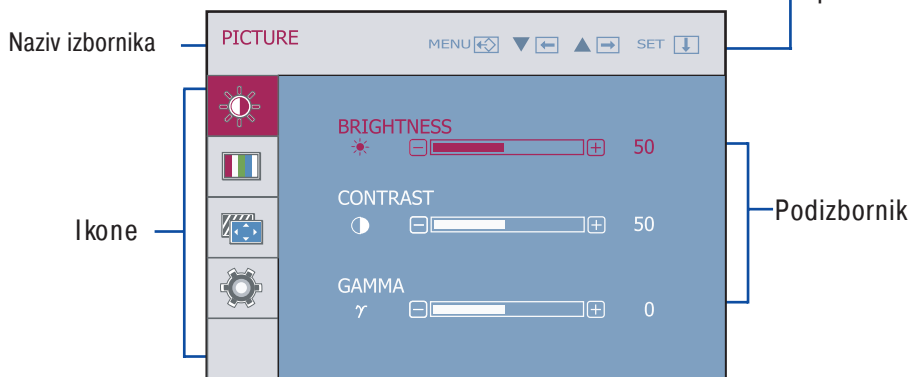 Naziv izbornika
PICTURE
MENU ▼ ▲ SET
BRIGHTNESS
50
CONTRAST
50
Ikone
Podizbornik
GAMMA
γ
0